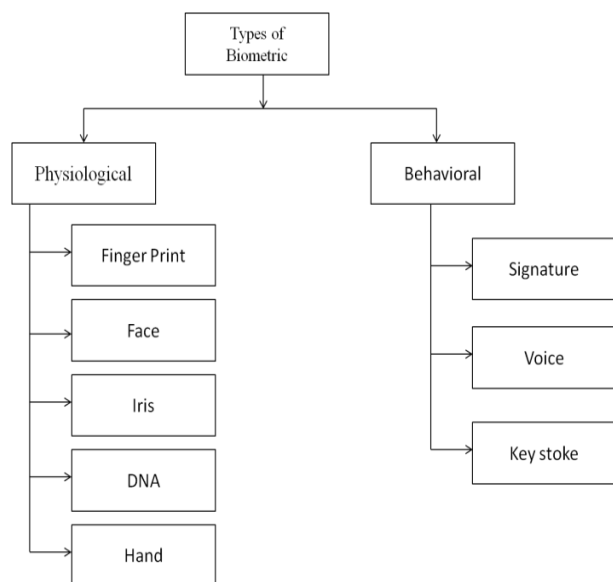 Types of
Biometric
Physiological
Behavioral
Finger Print
Face
Iris
DNA
Hand
Signature
Voice
Key stoke